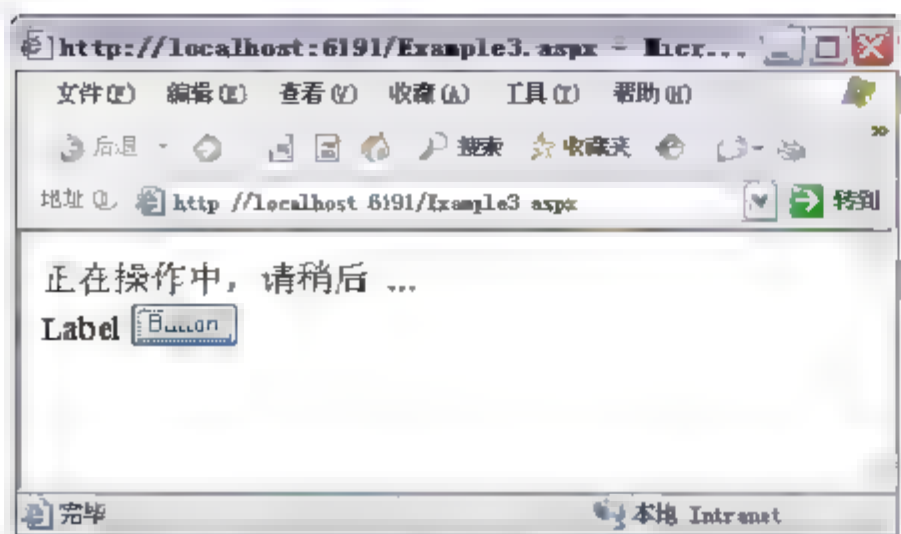 http://localhost:6191/Example3.aspx - Micr...
文件(F) 编辑(E) 查看(V) 收藏(A) 工具(T) 帮助(H)
后退 搜索 收藏夹 »
地址(D) http://localhost:6191/Example3.aspx 转到
正在操作中，请稍后 ...
Label Button
完毕 本地 Intranet